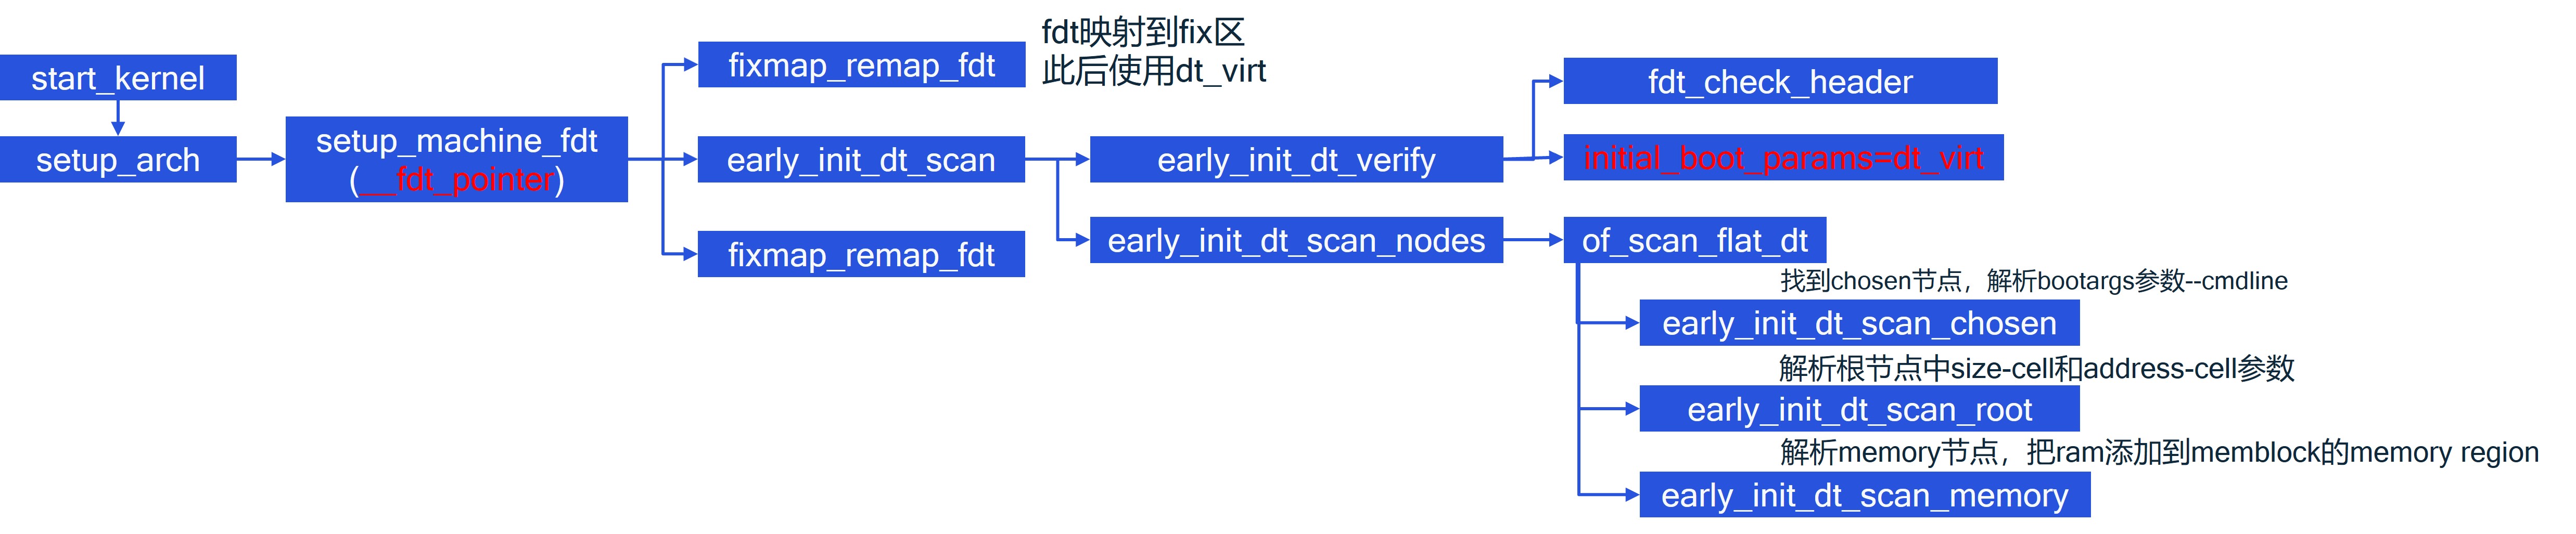 start_kernel
setup_arch
setup_machine_fdt
(__fdt_pointer)
fixmap_remap_fdt
fdt映射到fix区
此后使用dt_virt
early_init_dt_scan
fixmap_remap_fdt
early_init_dt_verify
early_init_dt_scan_nodes
fdt_check_header
initial_boot_params=dt_virt
of_scan_flat_dt
找到chosen节点，解析bootargs参数--cmdline
early_init_dt_scan_chosen
解析根节点中size-cell和address-cell参数
early_init_dt_scan_root
解析memory节点，把ram添加到memblock的memory region
early_init_dt_scan_memory